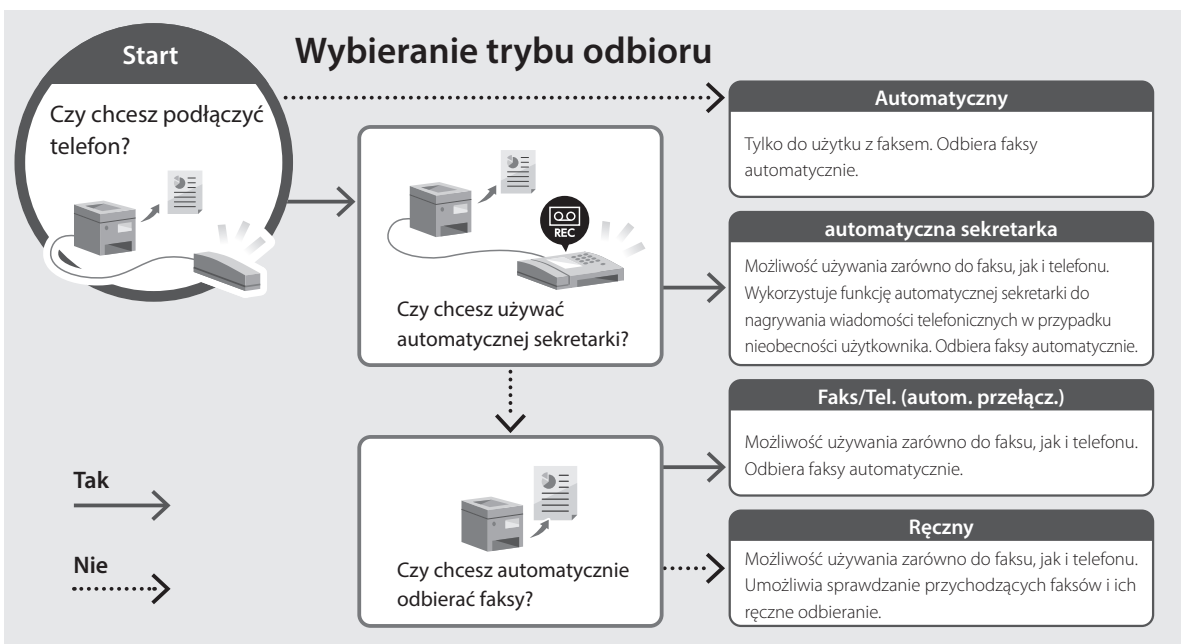 Wybieranie trybu odbioru
Start
Czy chcesz podłączyć
telefon?
REC
Czy chcesz używać
automatycznej sekretarki?
Czy chcesz automatycznie
odbierać faksy?
Tak
Nie
Automatyczny
Tylko do użytku z faksem. Odbiera faksy
automatycznie.
automatyczna sekretarka
Możliwość używania zarówno do faksu, jak i telefonu.
Wykorzystuje funkcję automatycznej sekretarki do
nagrywania wiadomości telefonicznych w przypadku
nieobecności użytkownika. Odbiera faksy automatycznie.
Faks/Tel. (autom. przełącz.)
Możliwość używania zarówno do faksu, jak i telefonu.
Odbiera faksy automatycznie.
Ręczny
Możliwość używania zarówno do faksu, jak i telefonu.
Umożliwia sprawdzanie przychodzących faksów i ich
ręczne odbieranie.